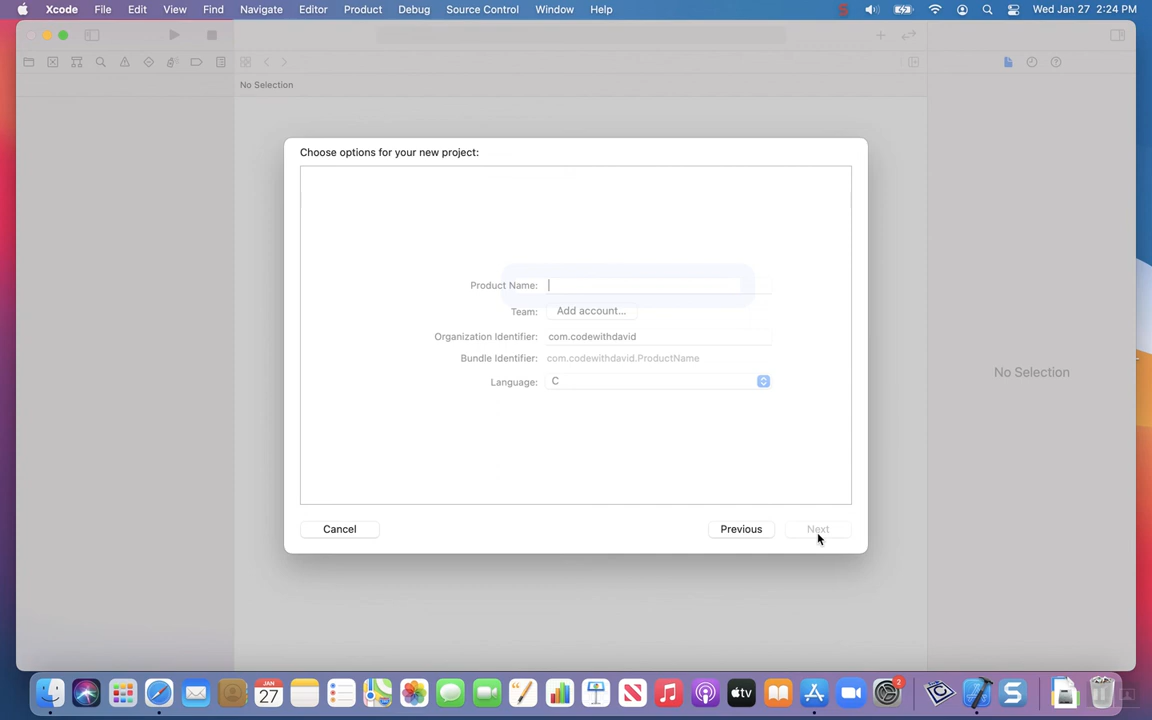 Xcode File Edit View Find Navigate Editor Product Debug Source Control Window Help Wed Jan 27 2:24 PM
No Selection
Choose options for your new project:
Product Name:
Team: Add account...
Organization Identifier: com.codewithdavid
Bundle Identifier: com.codewithdavid.ProductName
No Selection
Language: C
Cancel Previous Next
JAN
27
tv
2